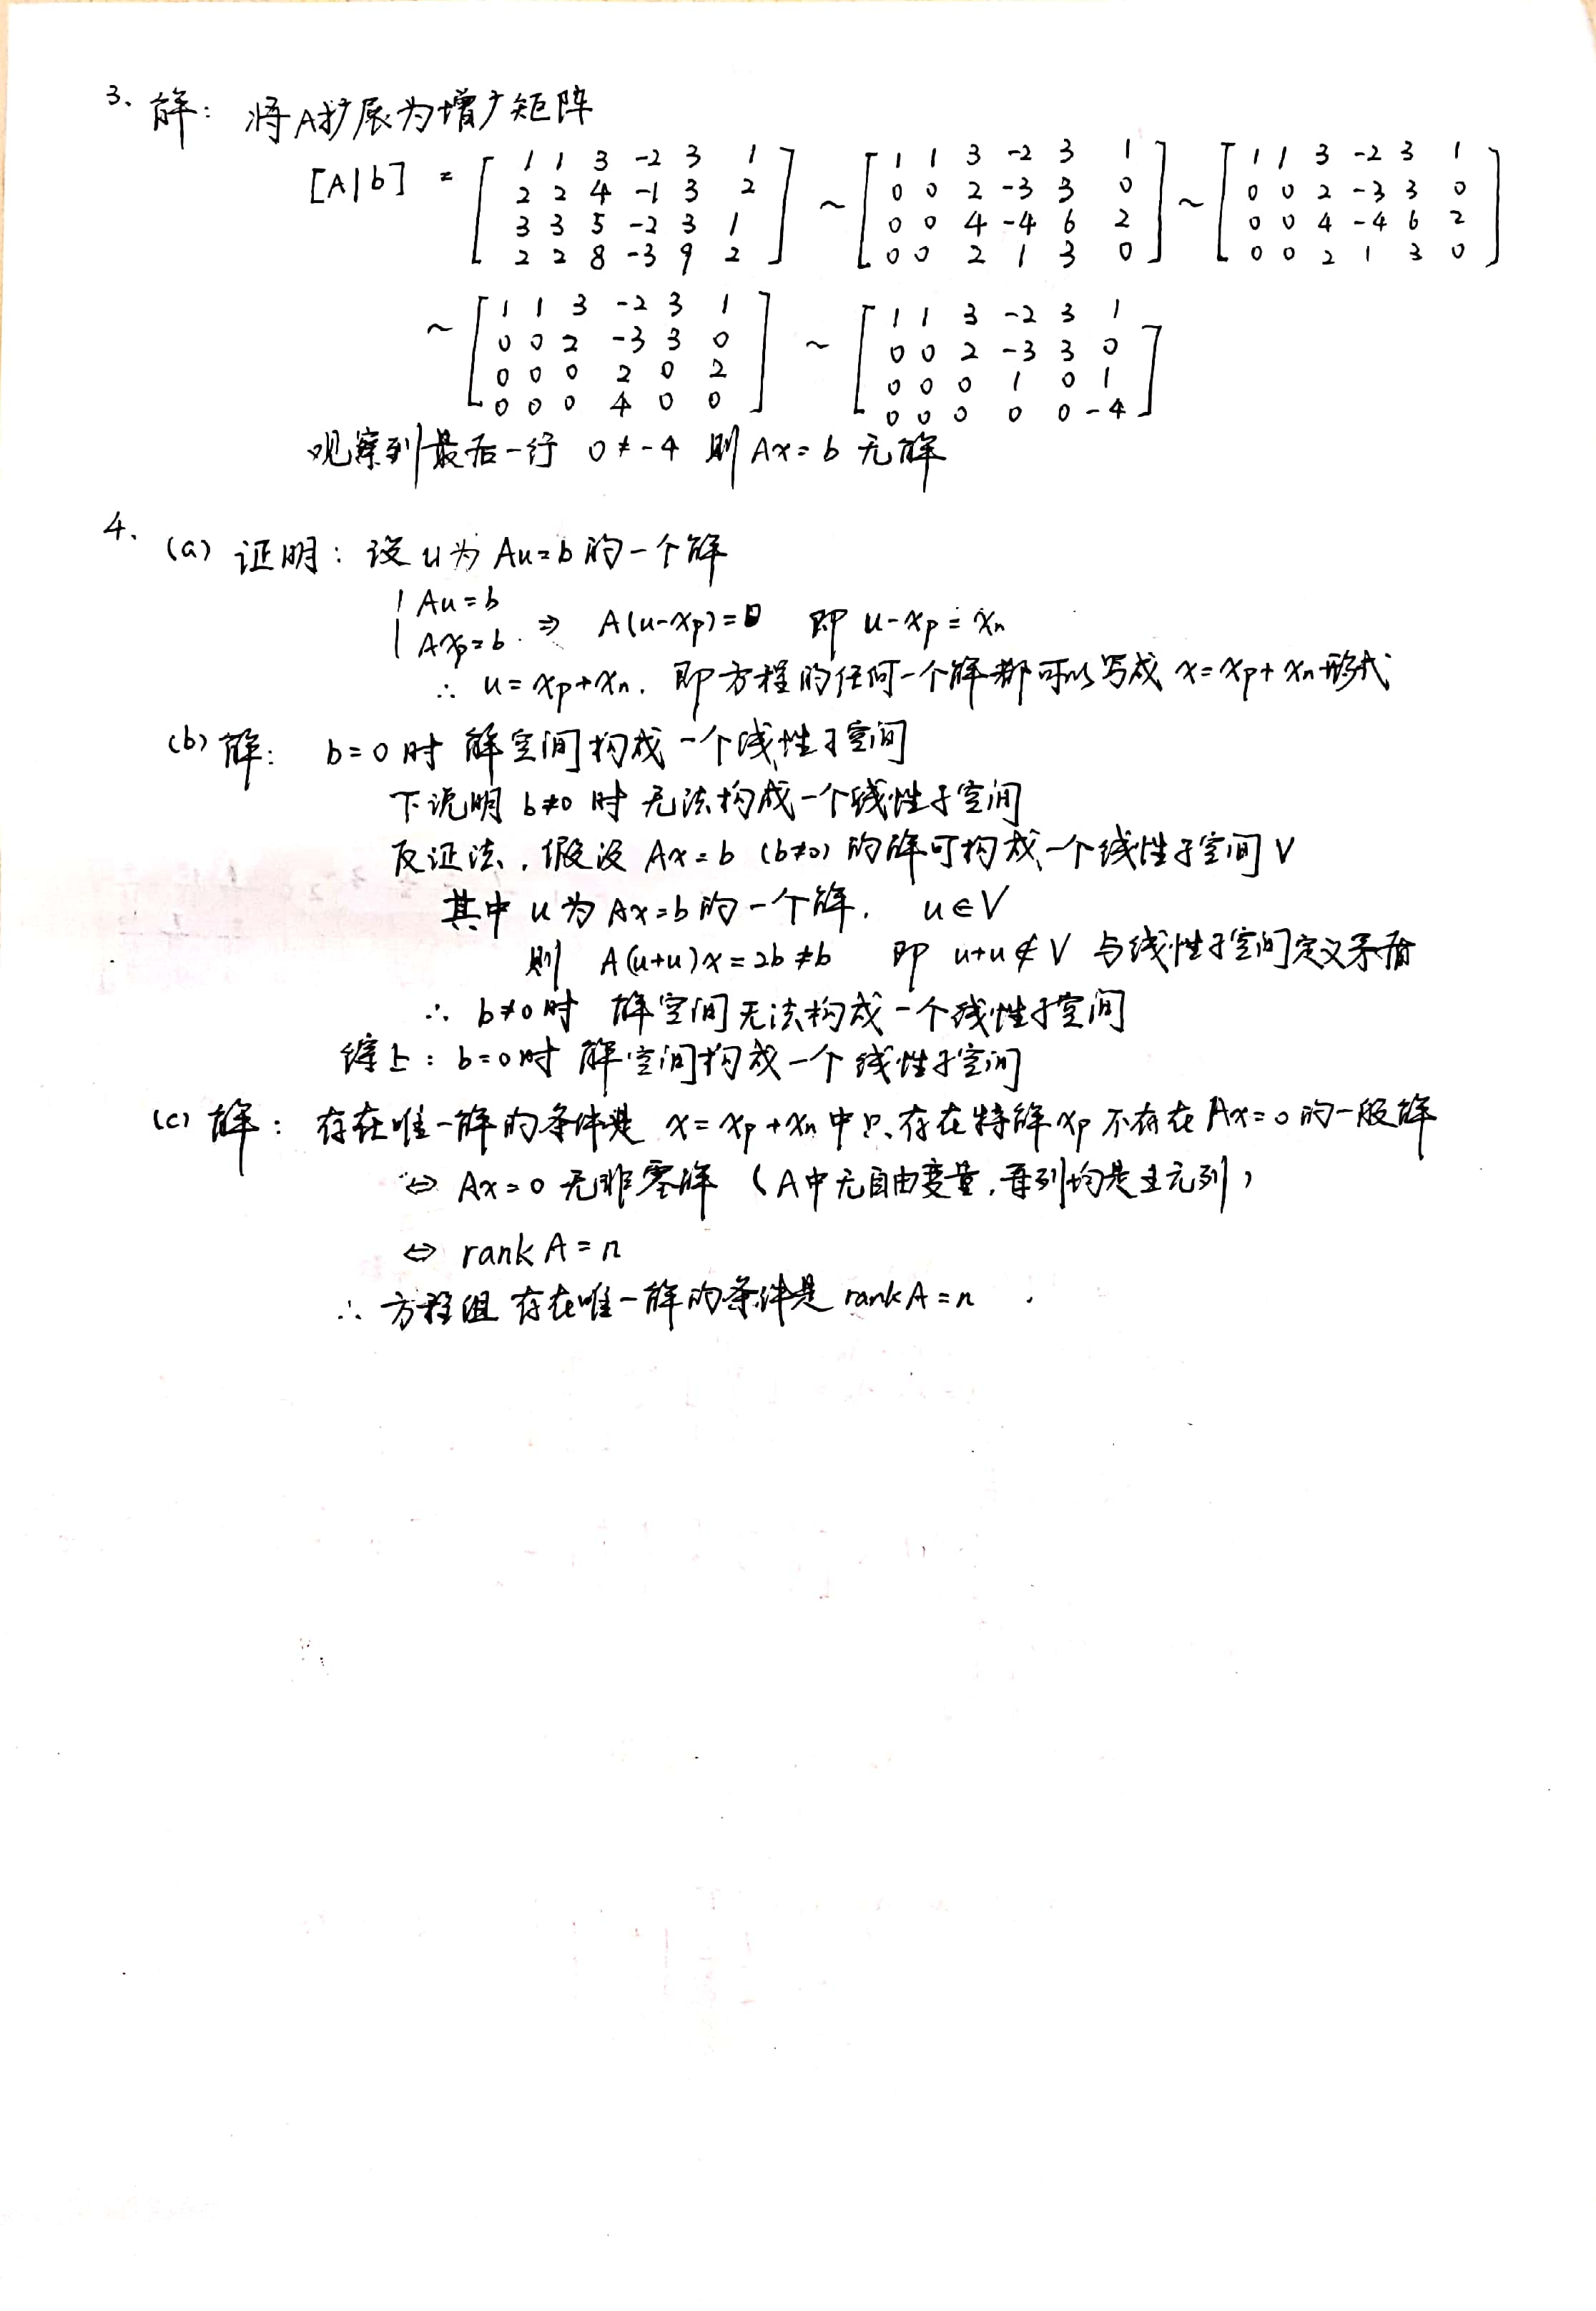 3. 解: 将A扩展为增广矩阵
[A|b] = [1 1 3 -2 3 1; 2 2 4 -1 3 2; 3 3 5 -2 3 1; 2 2 8 -3 9 2] ~ [1 1 3 -2 3 1; 0 0 2 -3 3 0; 0 0 4 -4 6 2; 0 0 2 1 3 0] ~ [1 1 3 -2 3 1; 0 0 2 -3 3 0; 0 0 4 -4 6 2; 0 0 2 1 3 0]
~ [1 1 3 -2 3 1; 0 0 2 -3 3 0; 0 0 0 2 0 2; 0 0 0 4 0 0] ~ [1 1 3 -2 3 1; 0 0 2 -3 3 0; 0 0 0 1 0 1; 0 0 0 0 0 -4]
观察到最后一行 0≠-4 则 Ax=b 无解
4. (a) 证明: 设 u 为 Au=b 的一个解
{Au=b
{Axp=b ⇒ A(u-xp)=0 即 u-xp=xn
∴ u=xp+xn. 即方程的任何一个解都可以写成 x=xp+xn 形式
(b) 解: b=0 时 解空间构成一个线性子空间
下说明 b≠0 时 无法构成一个线性子空间
反证法, 假设 Ax=b (b≠0) 的解可构成一个线性子空间 V
其中 u 为 Ax=b 的一个解. u∈V
则 A(u+u)x=2b≠b 即 u+u∉V 与线性子空间定义矛盾
∴ b≠0 时 解空间无法构成一个线性子空间
综上: b=0 时 解空间构成一个线性子空间
(c) 解: 存在唯一解的条件是 x=xp+xn 中只存在特解 xp 不存在 Ax=0 的一般解
⇔ Ax=0 无非零解 (A中无自由变量, 每列均是主元列)
⇔ rank A = n
∴ 方程组存在唯一解的条件是 rank A = n .